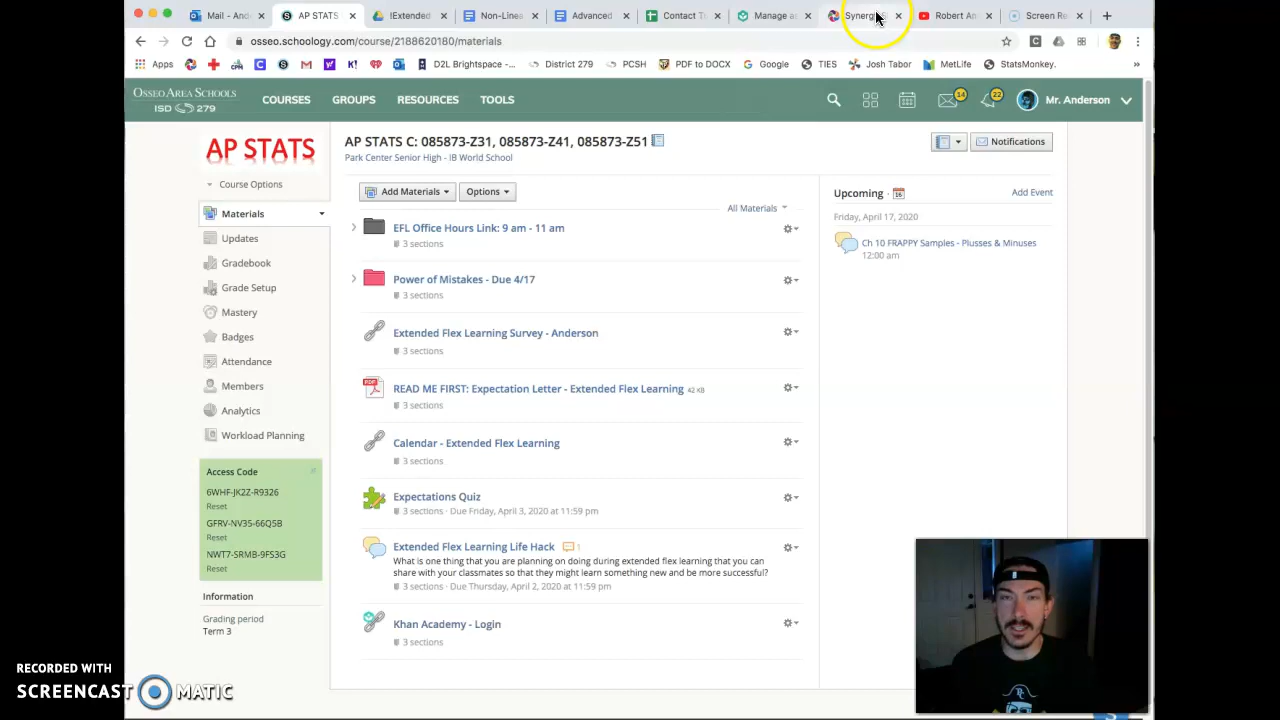 Mail - And
AP STATS
IExtended
Non-Line
Advanced
Contact T
Manage a
Synerg
Robert An
Screen Re
osseo.schoology.com/course/2188620180/materials
Apps
D2L Brightspace -...
District 279
PCSH
PDF to DOCX
Google
TIES
Josh Tabor
MetLife
StatsMonkey.
»
OSSEO AREA SCHOOLS
ISD 279
COURSES
GROUPS
RESOURCES
TOOLS
14
22
Mr. Anderson
AP STATS
AP STATS C: 085873-Z31, 085873-Z41, 085873-Z51
Park Center Senior High - IB World School
Notifications
Course Options
Materials
Updates
Gradebook
Grade Setup
Mastery
Badges
Attendance
Members
Analytics
Workload Planning
Access Code
6WHF-JK2Z-R9326
Reset
GFRV-NV35-66Q5B
Reset
NWT7-SRMB-9FS3G
Reset
Information
Grading period
Term 3
Add Materials
Options
All Materials
EFL Office Hours Link: 9 am - 11 am
3 sections
Power of Mistakes - Due 4/17
3 sections
Extended Flex Learning Survey - Anderson
3 sections
PDF
READ ME FIRST: Expectation Letter - Extended Flex Learning 42 KB
3 sections
Calendar - Extended Flex Learning
3 sections
Expectations Quiz
3 sections · Due Friday, April 3, 2020 at 11:59 pm
Extended Flex Learning Life Hack 1
What is one thing that you are planning on doing during extended flex learning that you can
share with your classmates so that they might learn something new and be more successful?
3 sections · Due Thursday, April 2, 2020 at 11:59 pm
Khan Academy - Login
3 sections
Upcoming
Add Event
Friday, April 17, 2020
Ch 10 FRAPPY Samples - Plusses & Minuses
12:00 am
RECORDED WITH
SCREENCAST MATIC